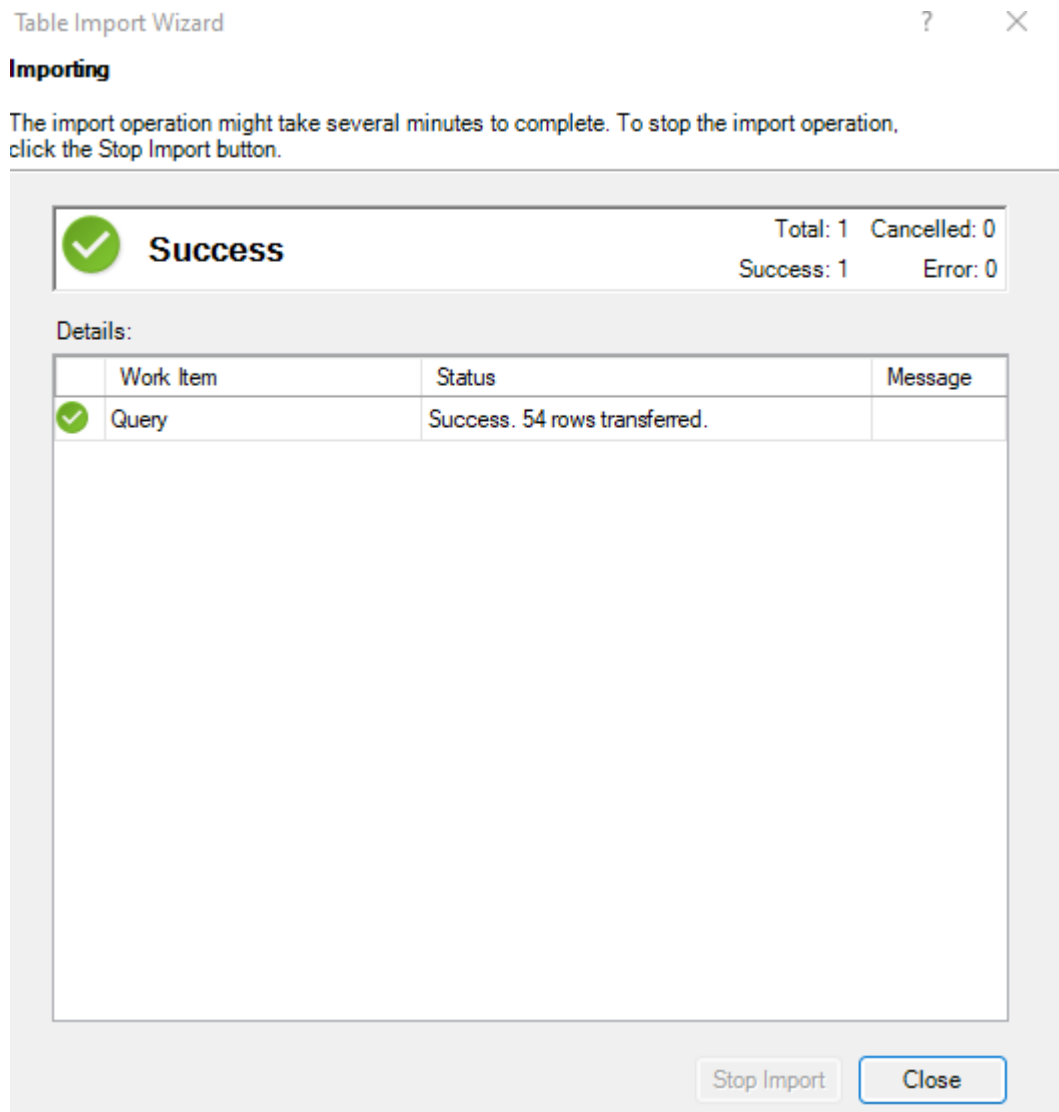 Table Import Wizard ? ×
Importing
The import operation might take several minutes to complete. To stop the import operation,
click the Stop Import button.
Success
Total: 1 Cancelled: 0
Success: 1 Error: 0
Details:
Work Item Status Message
Query Success. 54 rows transferred.
Stop Import Close